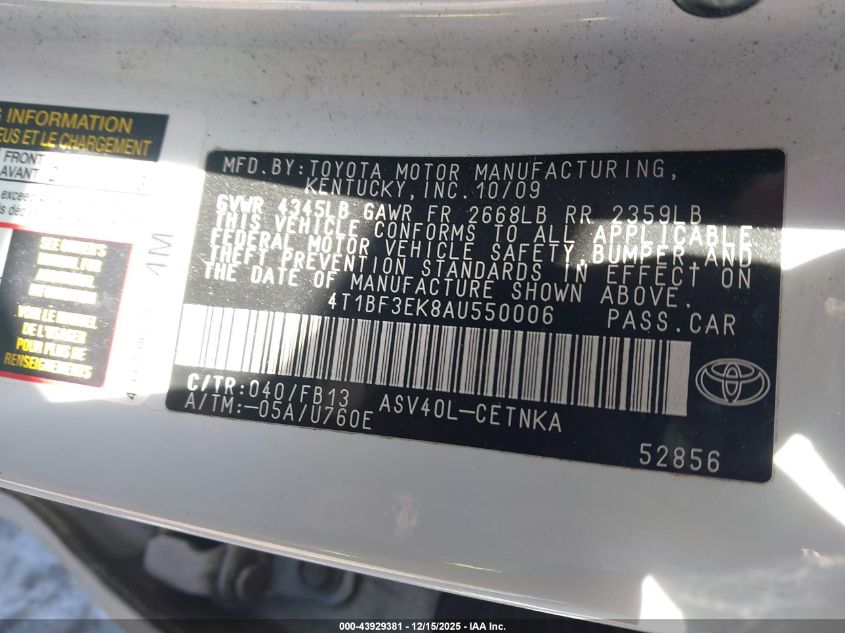 G INFORMATION
EUS ET LE CHARGEMENT
FRONT
AVANT
SEE OWNER'S
MANUAL FOR
ADDITIONAL
INFORMATION
VOIR LE MANUEL
DE L'USAGER
POUR PLUS DE
RENSEIGNEMENTS
4M
MFD.BY:TOYOTA MOTOR MANUFACTURING,
KENTUCKY,INC.10/09
GVWR 4345LB GAWR FR 2668LB RR 2359LB
THIS VEHICLE CONFORMS TO ALL APPLICABLE
FEDERAL MOTOR VEHICLE SAFETY,BUMPER AND
THEFT PREVENTION STANDARDS IN EFFECT ON
THE DATE OF MANUFACTURE SHOWN ABOVE.
4T1BF3EK8AU550006 PASS.CAR
C/TR:040/FB13
A/TM:-05A/U760E
ASV40L-CETNKA
52856
000-43929381 - 12/15/2025 - IAA Inc.